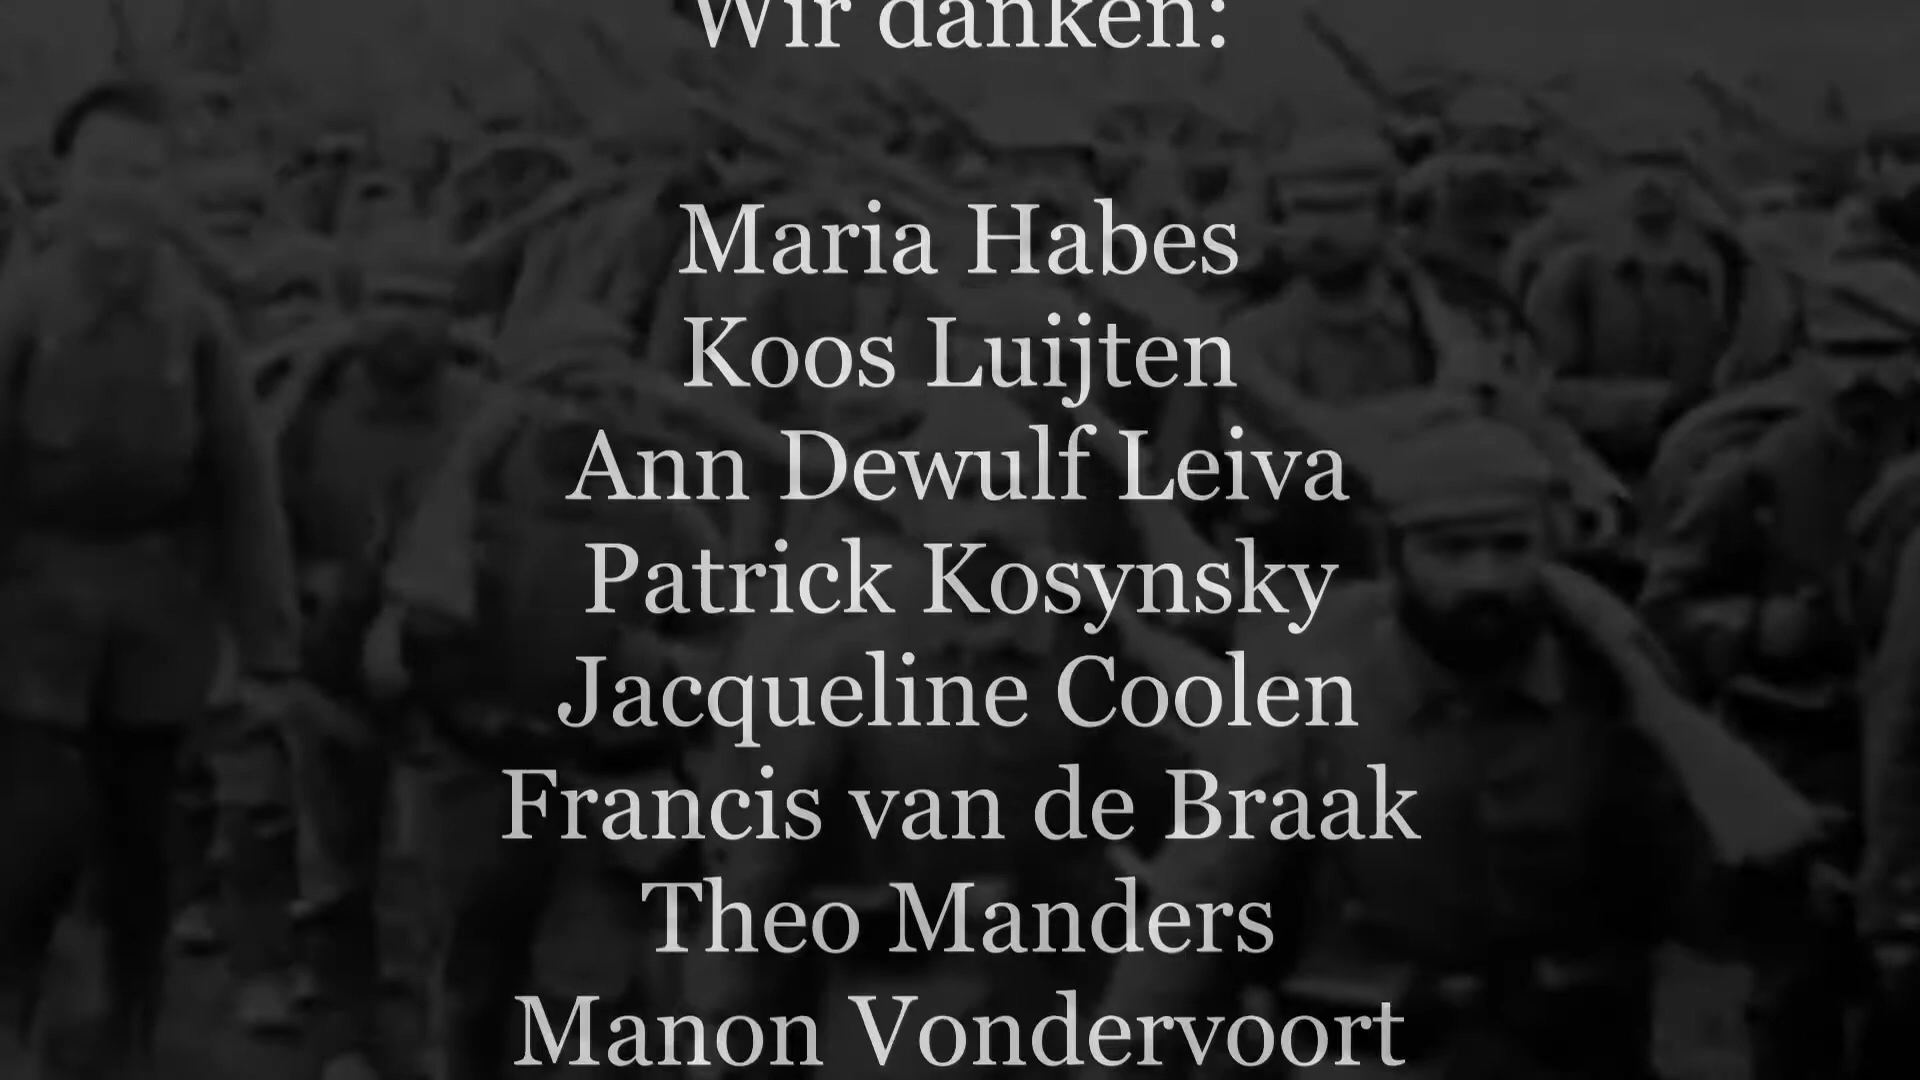 Wir danken:
Maria Habes
Koos Luijten
Ann Dewulf Leiva
Patrick Kosynsky
Jacqueline Coolen
Francis van de Braak
Theo Manders
Manon Vondervoort